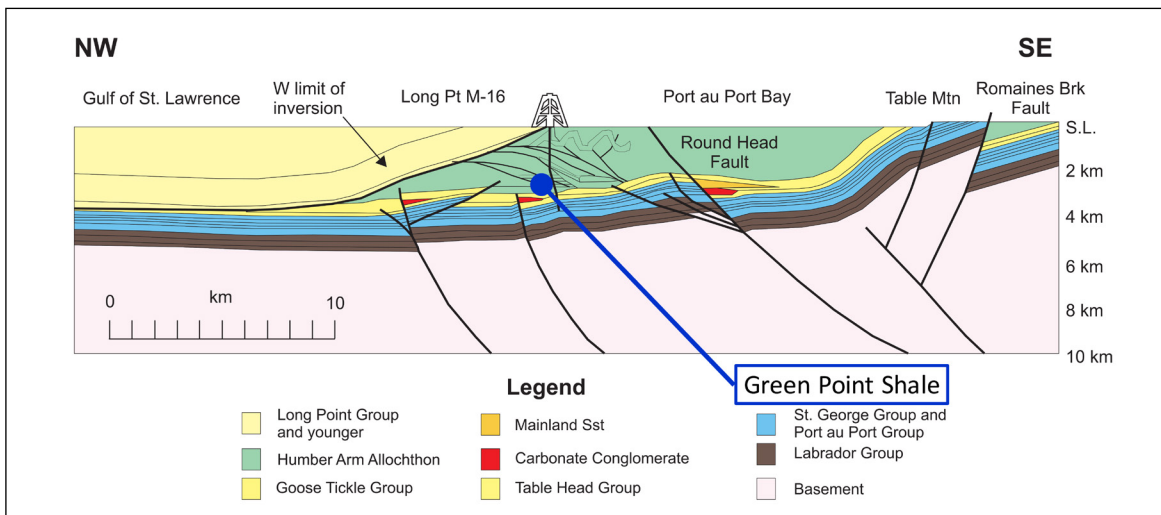 NW
SE
Gulf of St. Lawrence
W limit of
inversion
Long Pt M-16
Port au Port Bay
Table Mtn
Romaines Brk
Fault
S.L.
Round Head
Fault
2 km
4 km
6 km
8 km
10 km
0
km
10
Green Point Shale
Legend
Long Point Group
and younger
Humber Arm Allochthon
Goose Tickle Group
Mainland Sst
Carbonate Conglomerate
Table Head Group
St. George Group and
Port au Port Group
Labrador Group
Basement